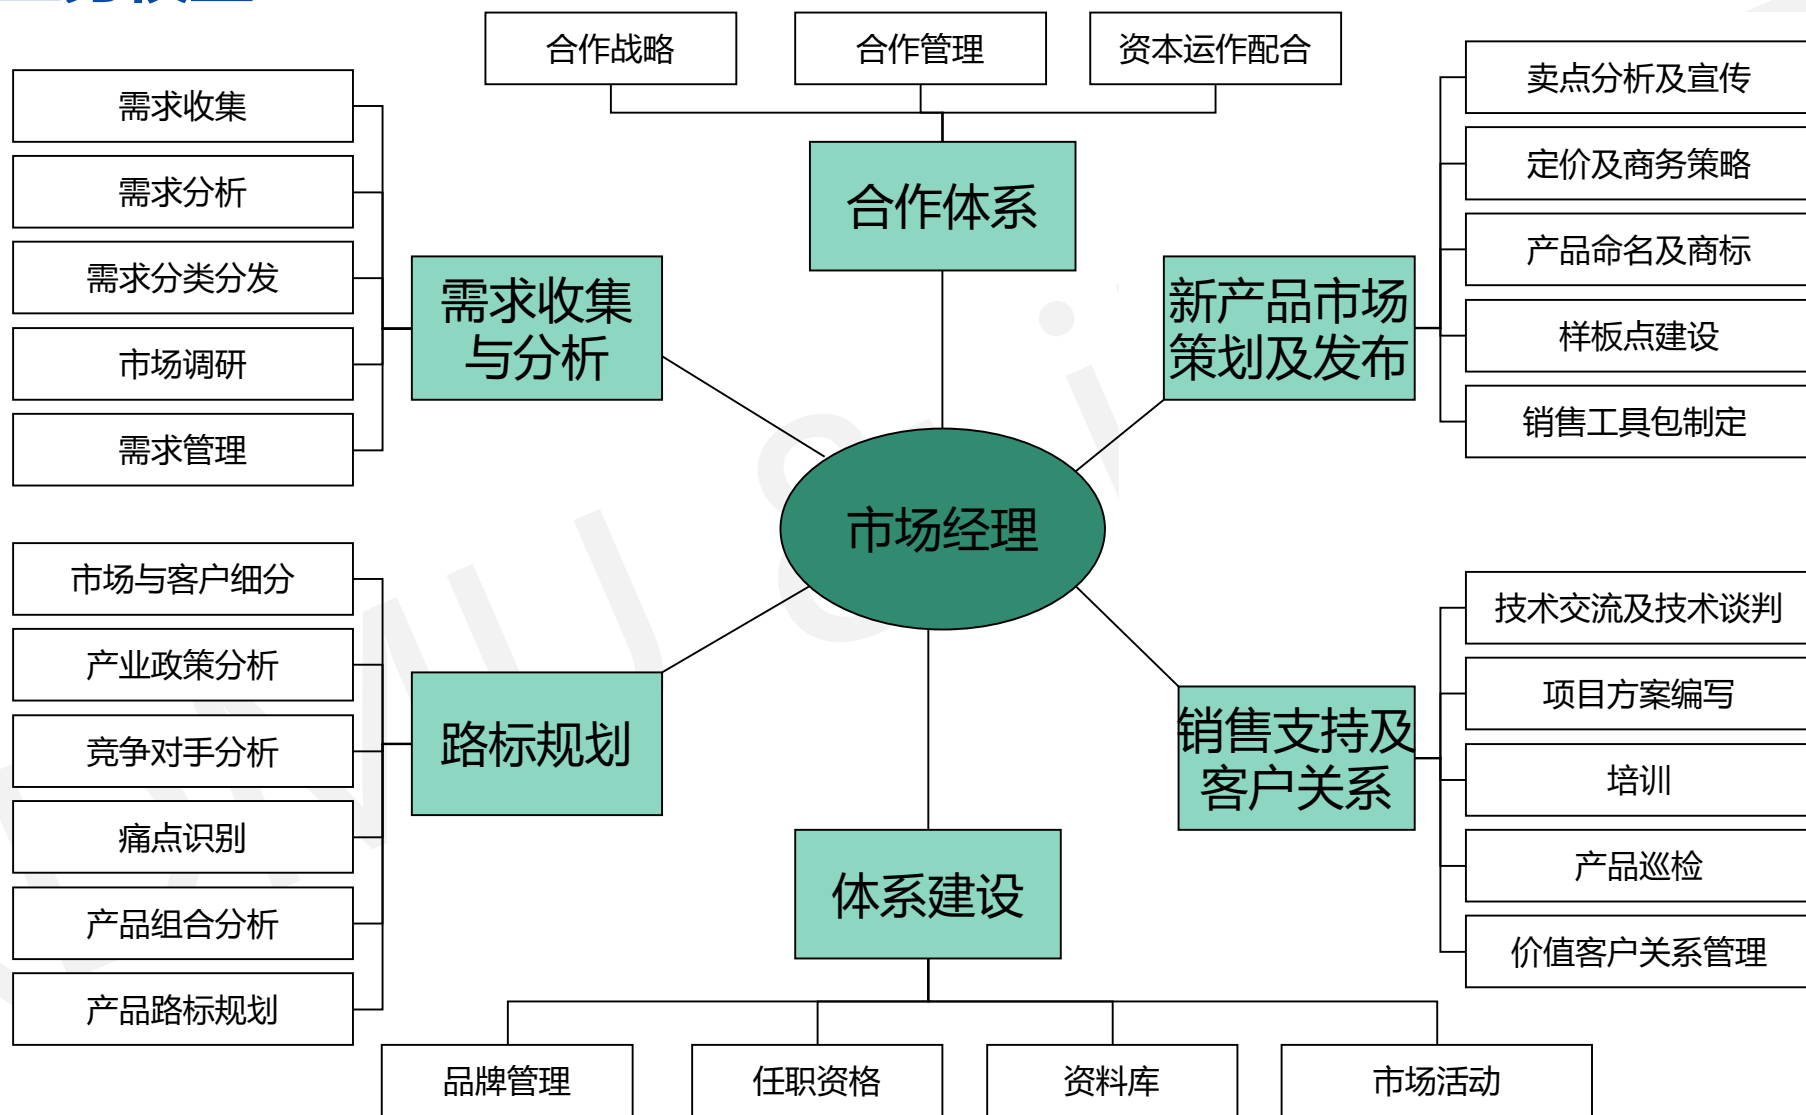 合作战略
合作管理
资本运作配合
需求收集
需求分析
需求分类分发
市场调研
需求管理
合作体系
需求收集
与分析
新产品市场
策划及发布
卖点分析及宣传
定价及商务策略
产品命名及商标
样板点建设
销售工具包制定
市场经理
市场与客户细分
产业政策分析
竞争对手分析
痛点识别
产品组合分析
产品路标规划
路标规划
销售支持及
客户关系
技术交流及技术谈判
项目方案编写
培训
产品巡检
价值客户关系管理
体系建设
品牌管理
任职资格
资料库
市场活动